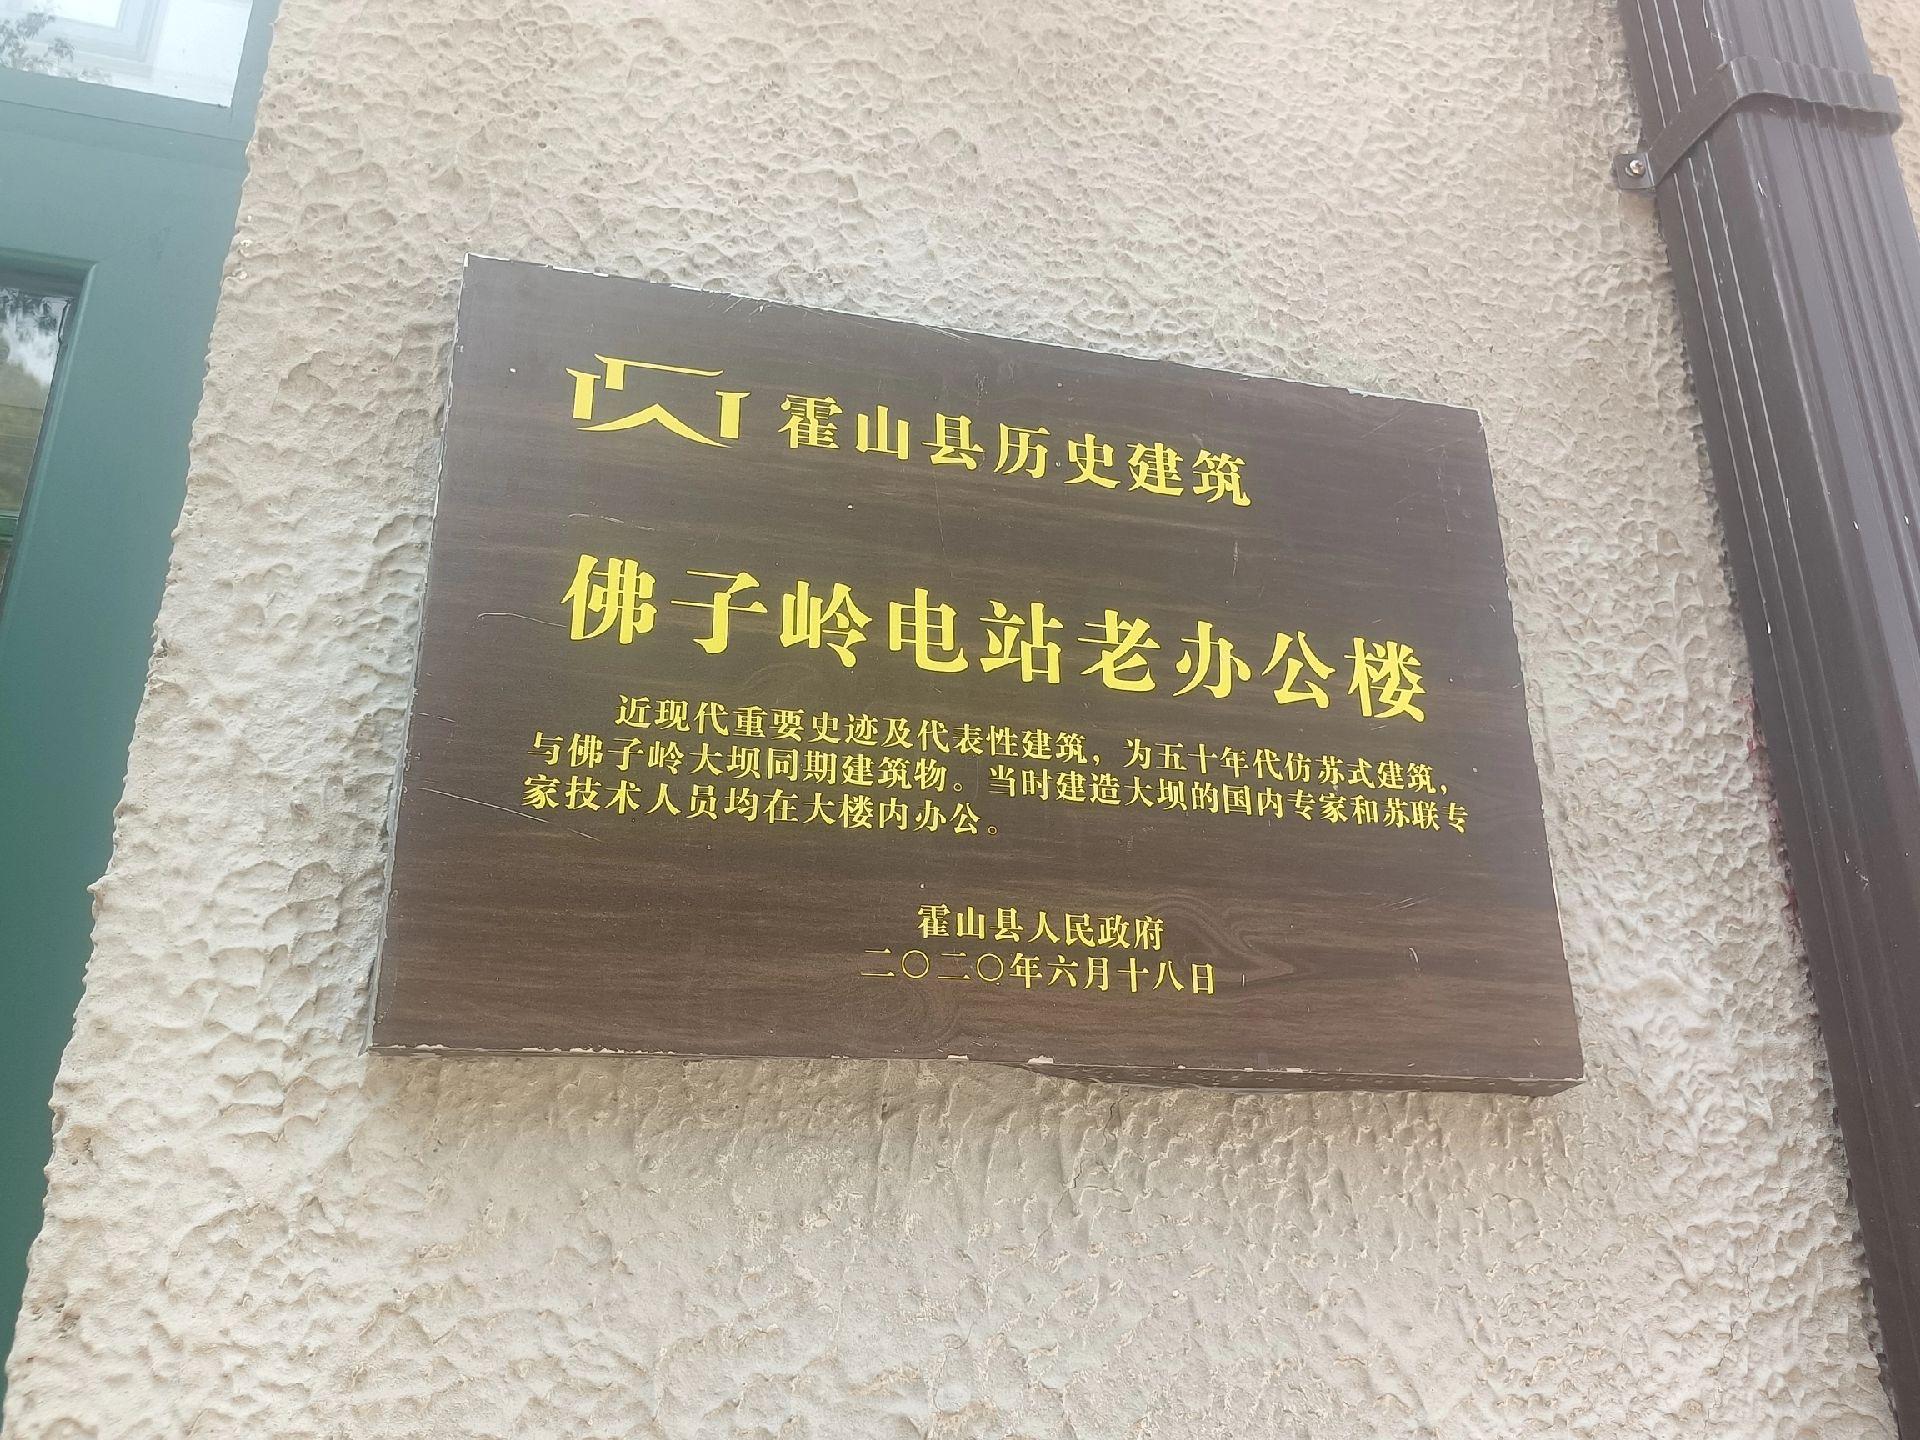 霍山县历史建筑
佛子岭电站老办公楼
近现代重要史迹及代表性建筑，为五十年代仿苏式建筑，
与佛子岭大坝同期建筑物。当时建造大坝的国内专家和苏联专
家技术人员均在大楼内办公。
霍山县人民政府
二〇二〇年六月十八日